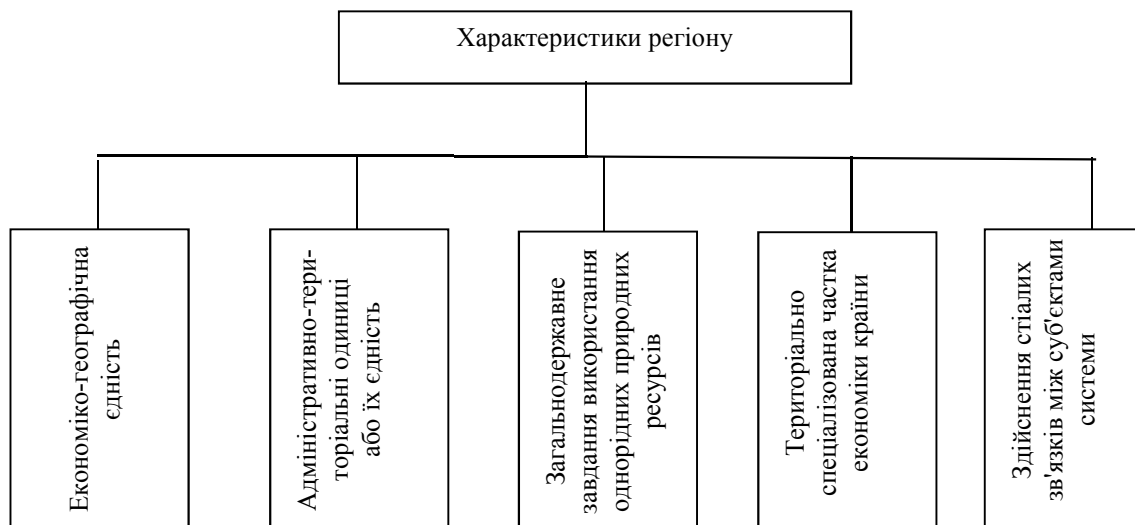 Характеристики регіону
Економіко-географічна
єдність
Адміністративно-тери-
торіальні одиниці
або їх єдність
Загальнодержавне
завдання використання
однорідних природних
ресурсів
Територіально
спеціалізована частка
економіки країни
Здійснення стіалих
зв'язків між суб'єктами
системи